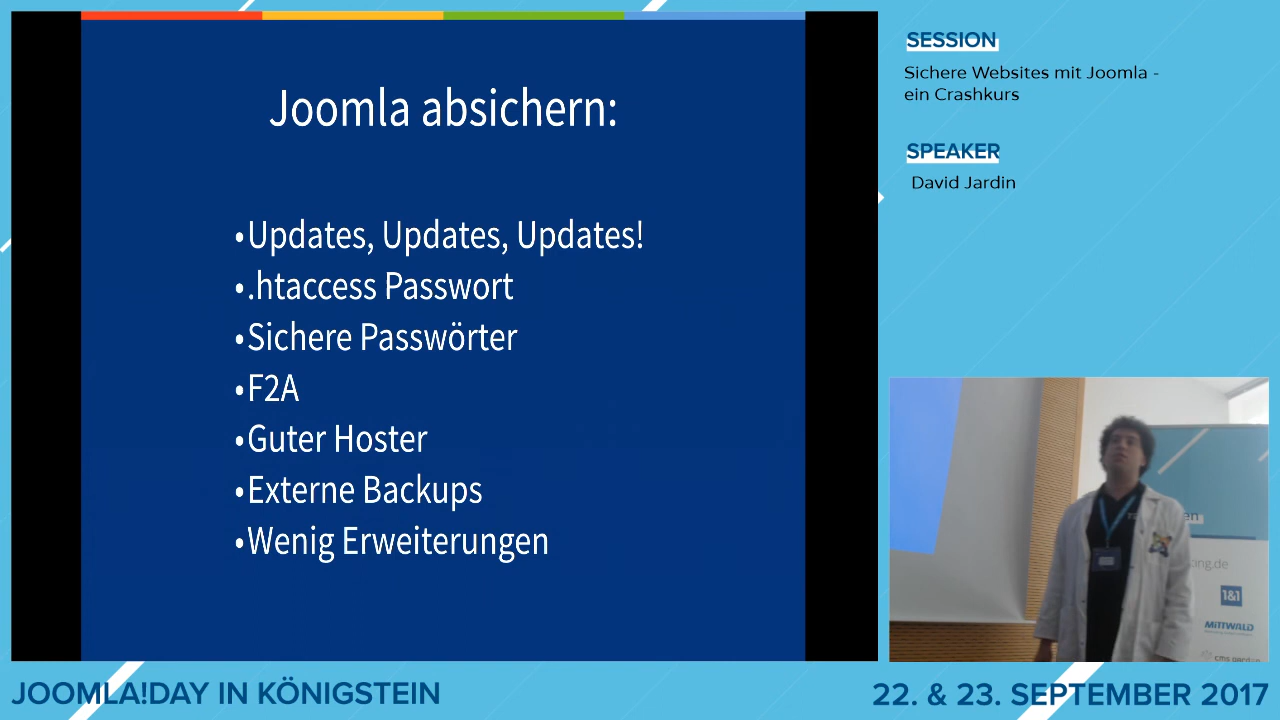 Joomla absichern:
•Updates, Updates, Updates!
•.htaccess Passwort
•Sichere Passwörter
•F2A
•Guter Hoster
•Externe Backups
•Wenig Erweiterungen
SESSION
Sichere Websites mit Joomla -
ein Crashkurs
SPEAKER
David Jardin
1&1
MITTWALD
JOOMLA!DAY IN KÖNIGSTEIN
22. & 23. SEPTEMBER 2017